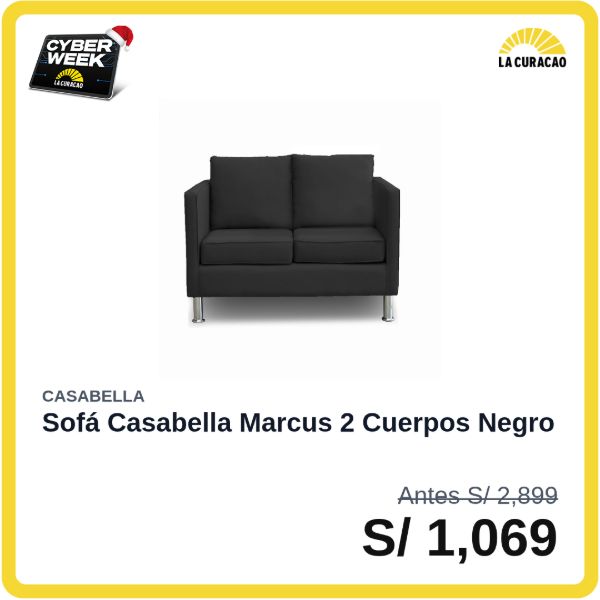 CYBER
WEEK
LA CURACAO
LA CURACAO
CASABELLA
Sofá Casabella Marcus 2 Cuerpos Negro
Antes S/ 2,899
S/ 1,069